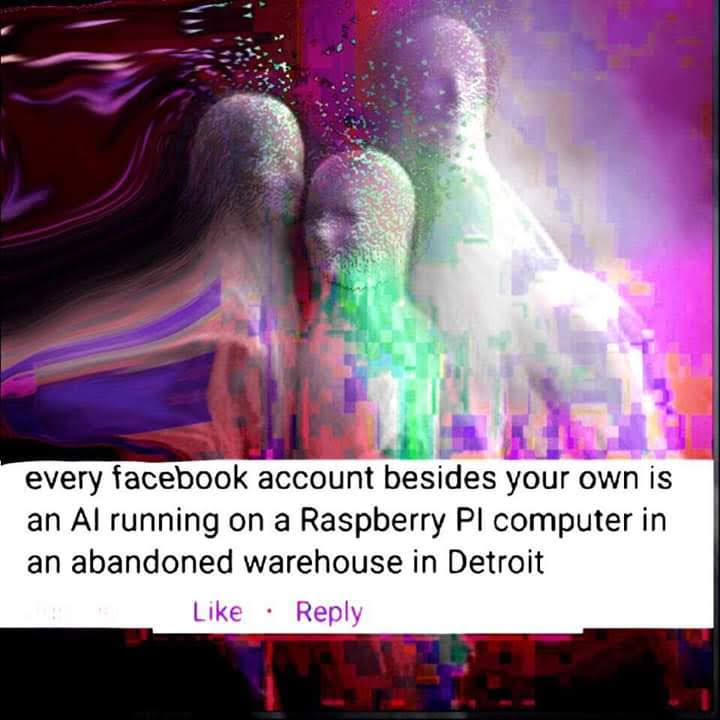 every facebook account besides your own is
an AI running on a Raspberry PI computer in
an abandoned warehouse in Detroit
Like · Reply